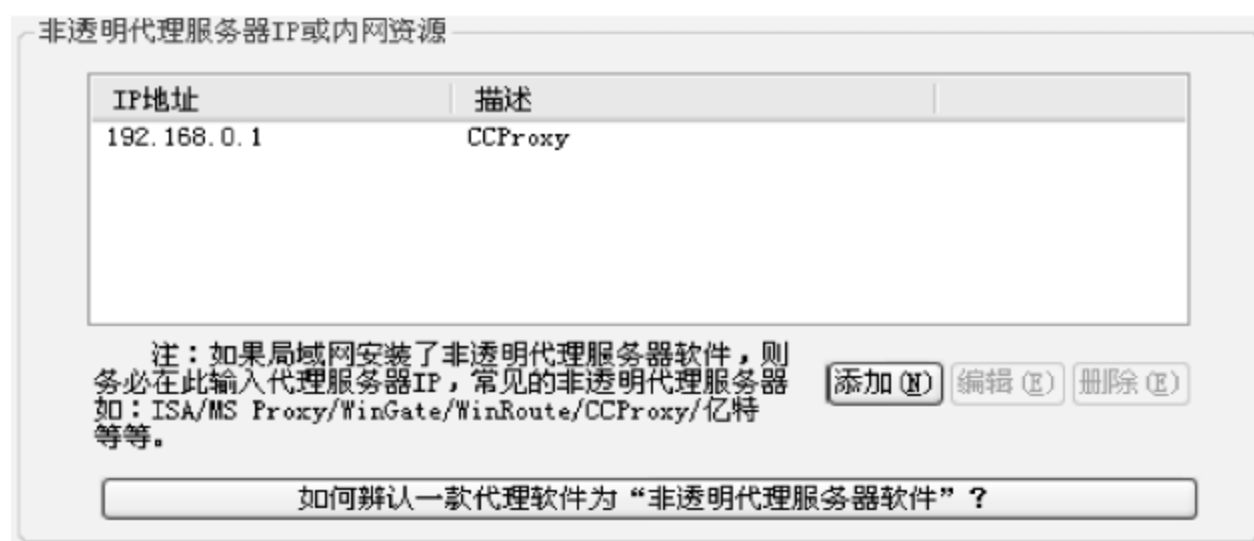 非透明代理服务器IP或内网资源
IP地址 描述
192.168.0.1 CCProxy
注：如果局域网安装了非透明代理服务器软件，则
务必在此输入代理服务器IP，常见的非透明代理服务器
如：ISA/MS Proxy/WinGate/WinRoute/CCProxy/亿特
等等。
添加(N) 编辑(E) 删除(E)
如何辨认一款代理软件为“非透明代理服务器软件”？